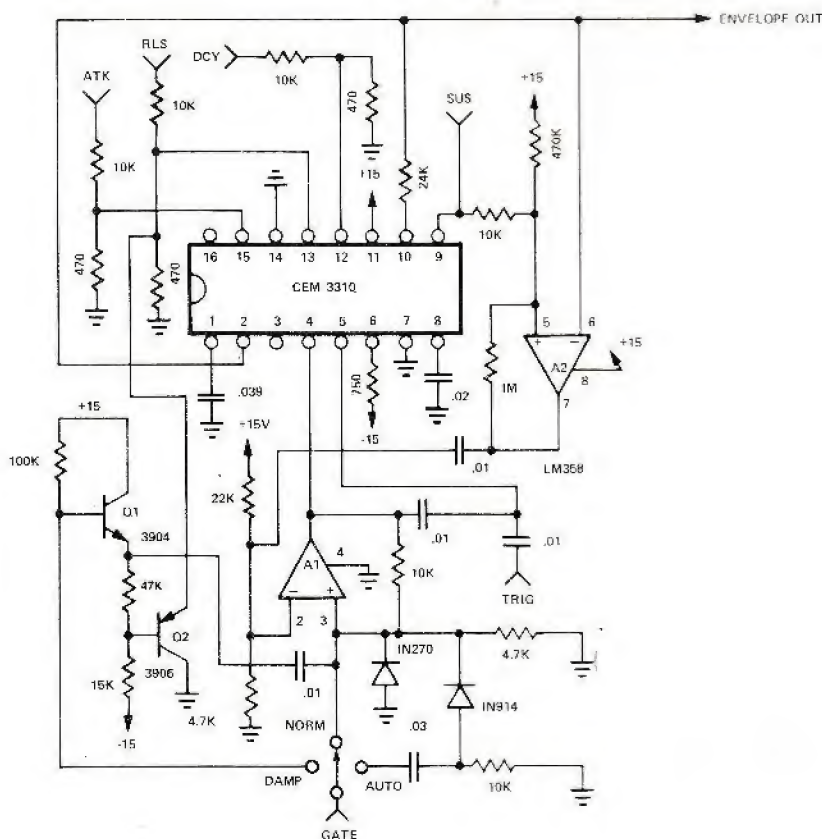 ENVELOPE OUT
RLS
DCY
ATK
10K
+15
SUS
10K
470
470K
10K
24K
+15
10K
16 15 14 13 12 11 10 9
470
470
CEM 3310
1 2 3 4 5 6 7 8
5 6
+ −
+15
A2
8
750
1M
7
.039
.02
-15
+15
+15V
.01
LM358
100K
22K
Q1
.01
.01
3904
A1
4
10K
47K
TRIG
− +
2 3
Q2
IN270
4.7K
3906
.01
IN914
15K
4.7K
NORM
.03
-15
DAMP
AUTO
10K
GATE